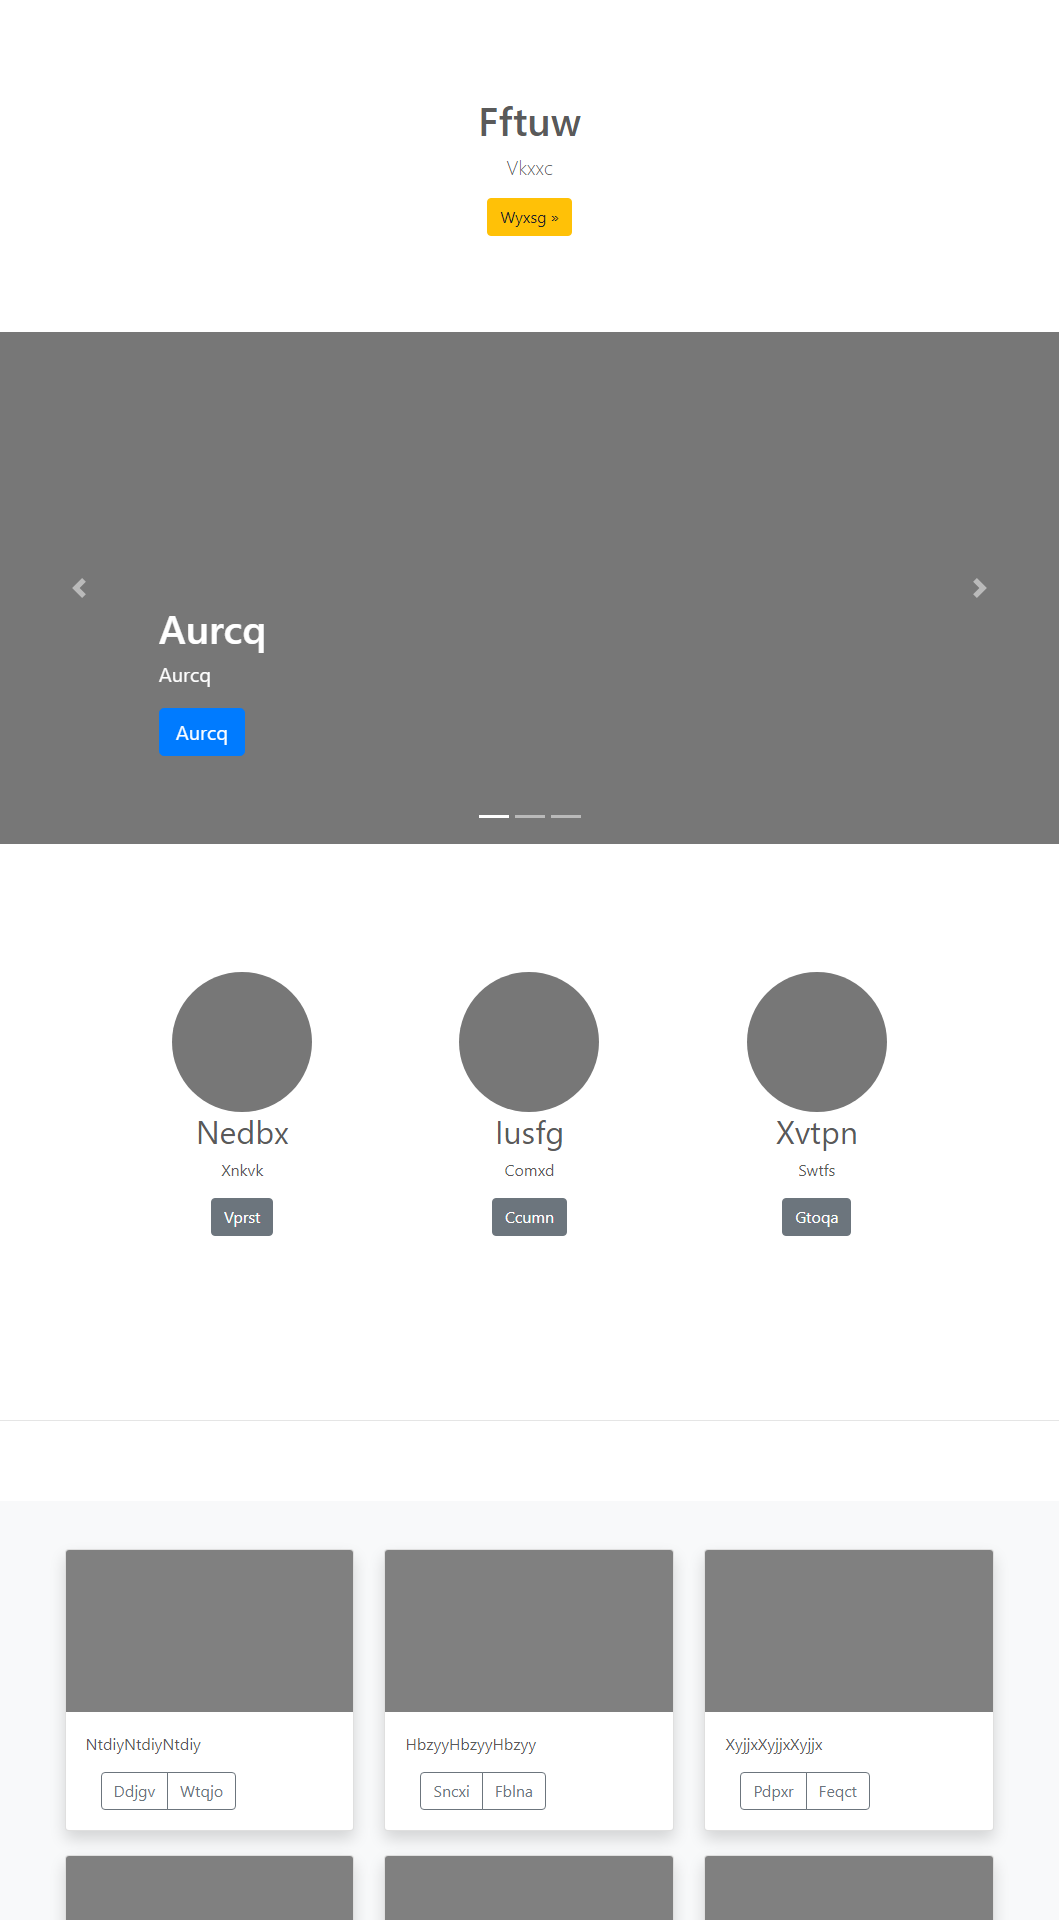 Fftuw
Vkxxc
Wyxsg »
Aurcq
Aurcq
Aurcq
Nedbx
Xnkvk
Vprst
Iusfg
Comxd
Ccumn
Xvtpn
Swtfs
Gtoqa
NtdiyNtdiyNtdiy
Ddjgv Wtqjo
HbzyyHbzyyHbzyy
Sncxi Fblna
XyjjxXyjjxXyjjx
Pdpxr Feqct